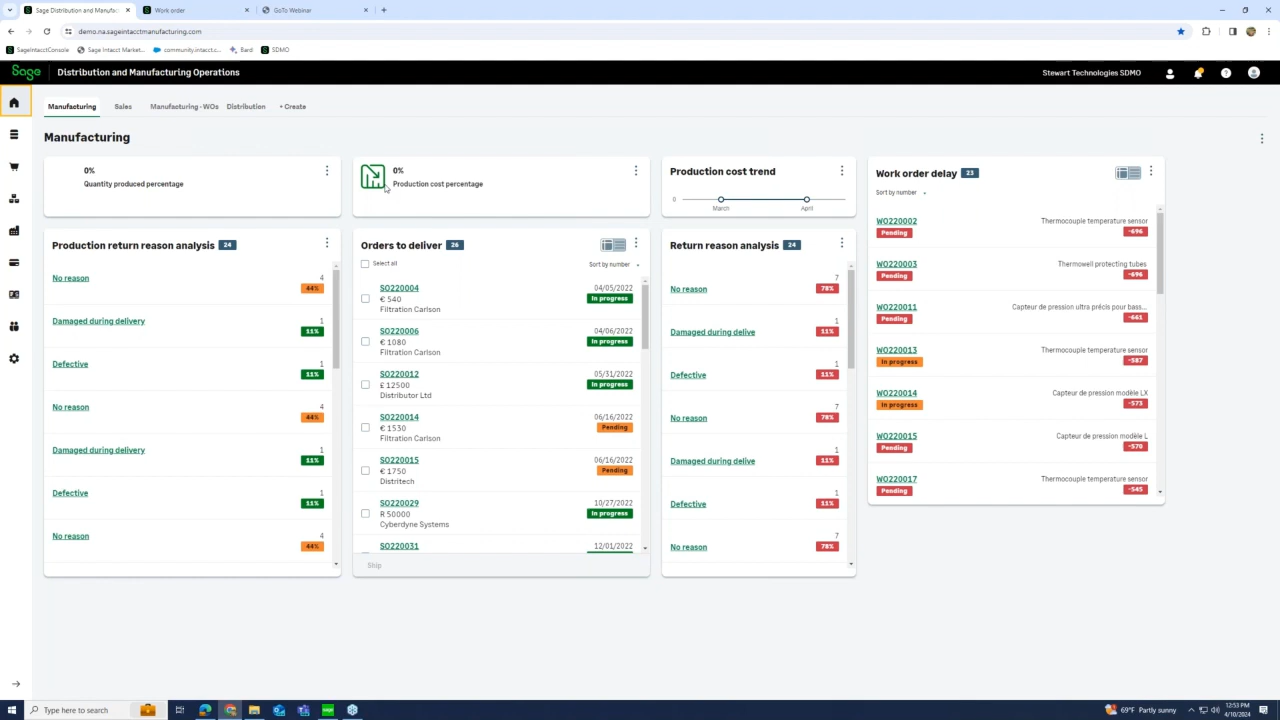 Sage Distribution and Manufac
Work order
GoTo Webinar
demo.na.sageintacctmanufacturing.com
SageIntacctConsole
Sage Intacct Market...
community.intacct.c...
Bard
SDMO
Sage
Distribution and Manufacturing Operations
Stewart Technologies SDMO
Manufacturing
Sales
Manufacturing - WOs
Distribution
+ Create
Manufacturing
0%
Quantity produced percentage
0%
Production cost percentage
Production cost trend
0
March
April
Work order delay 23
Sort by number
WO220002
Thermocouple temperature sensor
Pending
-696
WO220003
Thermowell protecting tubes
Pending
-696
WO220011
Capteur de pression ultra précis pour bass...
Pending
-661
WO220013
Thermocouple temperature sensor
In progress
-587
WO220014
Capteur de pression modèle LX
In progress
-573
WO220015
Capteur de pression modèle L
Pending
-570
WO220017
Thermocouple temperature sensor
Pending
-545
Production return reason analysis 24
No reason
4
44%
Damaged during delivery
1
11%
Defective
1
11%
No reason
4
44%
Damaged during delivery
1
11%
Defective
1
11%
No reason
4
44%
Orders to deliver 26
Select all
Sort by number
SO220004
04/05/2022
€ 540
In progress
Filtration Carlson
SO220006
04/06/2022
€ 1080
In progress
Filtration Carlson
SO220012
05/31/2022
£ 12500
In progress
Distributor Ltd
SO220014
06/16/2022
€ 1530
Pending
Filtration Carlson
SO220015
06/16/2022
€ 1750
Pending
Distritech
SO220029
10/27/2022
R 50000
In progress
Cyberdyne Systems
SO220031
12/01/2022
Ship
Return reason analysis 24
7
No reason
78%
1
Damaged during delive
11%
1
Defective
11%
7
No reason
78%
1
Damaged during delive
11%
1
Defective
11%
7
No reason
78%
Type here to search
69°F Partly sunny
12:53 PM
4/10/2024